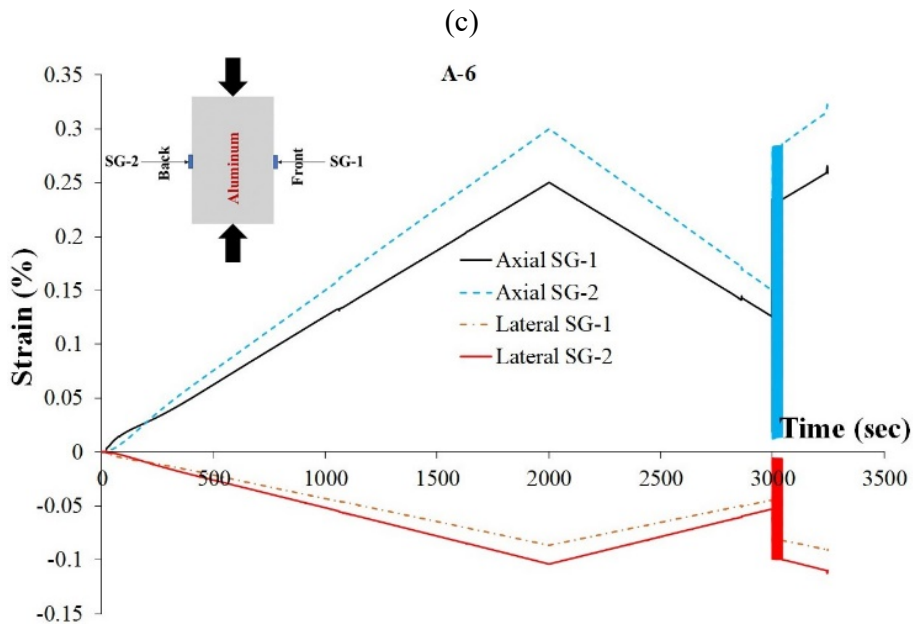 (c)
A-6
0.35
0.3
0.25
0.2
0.15
0.1
0.05
0
-0.05
-0.1
-0.15
Strain (%)
SG-2
Back
Aluminum
Front
SG-1
Axial SG-1
Axial SG-2
Lateral SG-1
Lateral SG-2
Time (sec)
0 500 1000 1500 2000 2500 3000 3500